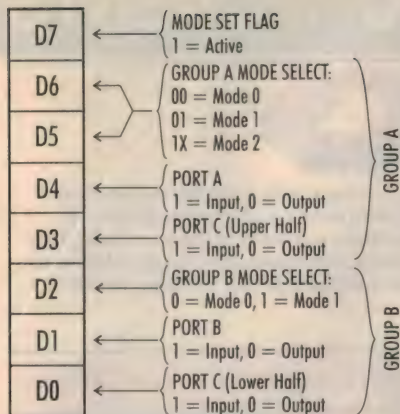 D7
MODE SET FLAG
1 = Active
D6
D5
GROUP A MODE SELECT:
00 = Mode 0
01 = Mode 1
1X = Mode 2
D4
PORT A
1 = Input, 0 = Output
D3
PORT C (Upper Half)
1 = Input, 0 = Output
GROUP A
D2
GROUP B MODE SELECT:
0 = Mode 0, 1 = Mode 1
D1
PORT B
1 = Input, 0 = Output
D0
PORT C (Lower Half)
1 = Input, 0 = Output
GROUP B